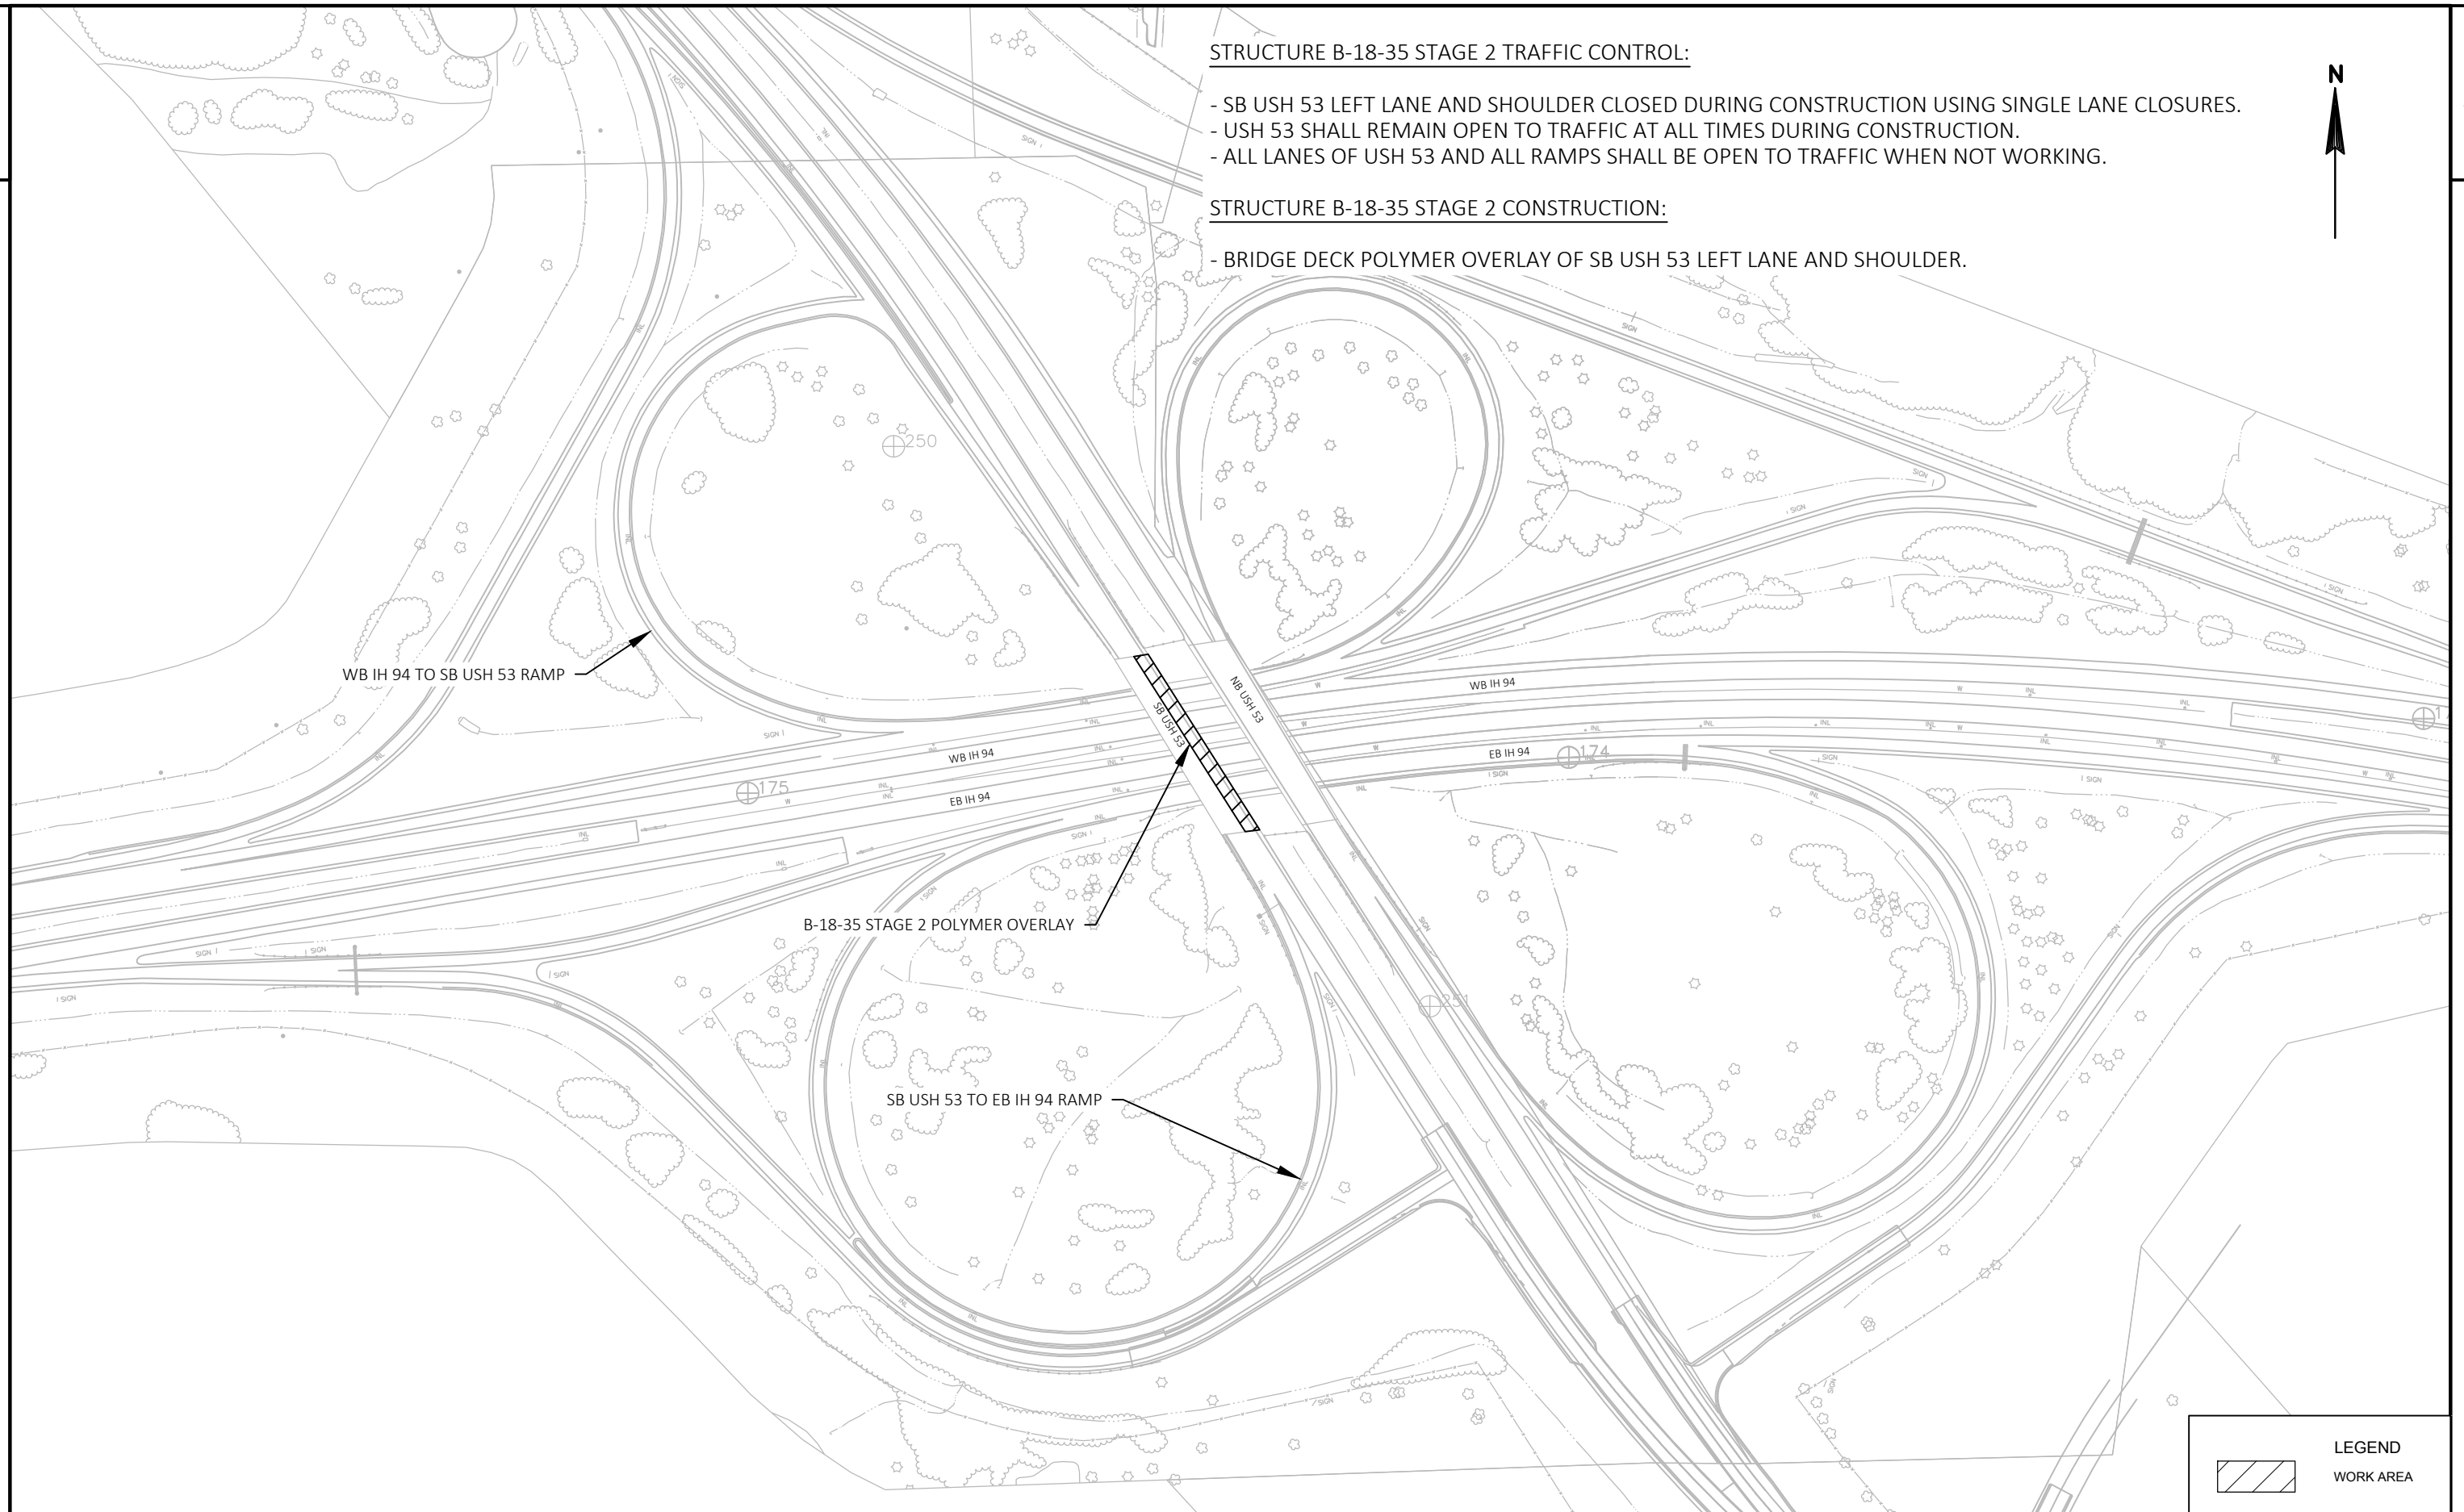 STRUCTURE B-18-35 STAGE 2 TRAFFIC CONTROL:
- SB USH 53 LEFT LANE AND SHOULDER CLOSED DURING CONSTRUCTION USING SINGLE LANE CLOSURES.
- USH 53 SHALL REMAIN OPEN TO TRAFFIC AT ALL TIMES DURING CONSTRUCTION.
- ALL LANES OF USH 53 AND ALL RAMPS SHALL BE OPEN TO TRAFFIC WHEN NOT WORKING.
STRUCTURE B-18-35 STAGE 2 CONSTRUCTION:
- BRIDGE DECK POLYMER OVERLAY OF SB USH 53 LEFT LANE AND SHOULDER.
N
250
WB IH 94 TO SB USH 53 RAMP
SB USH 53
NB USH 53
WB IH 94
WB IH 94
EB IH 94
EB IH 94
174
175
B-18-35 STAGE 2 POLYMER OVERLAY
251
SB USH 53 TO EB IH 94 RAMP
LEGEND
WORK AREA